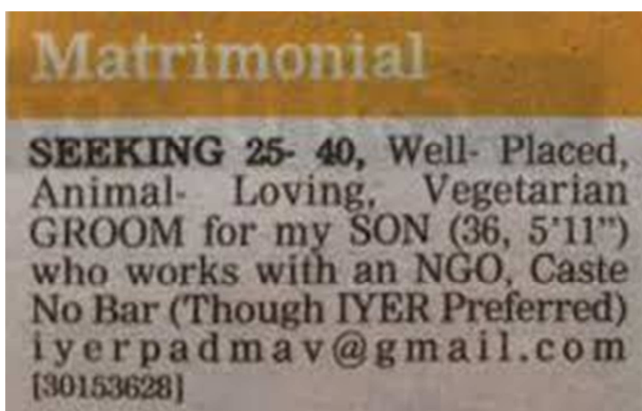 Matrimonial
SEEKING 25- 40, Well- Placed,
Animal- Loving, Vegetarian
GROOM for my SON (36, 5'11")
who works with an NGO, Caste
No Bar (Though IYER Preferred)
iyerpadmav@gmail.com
[30153628]